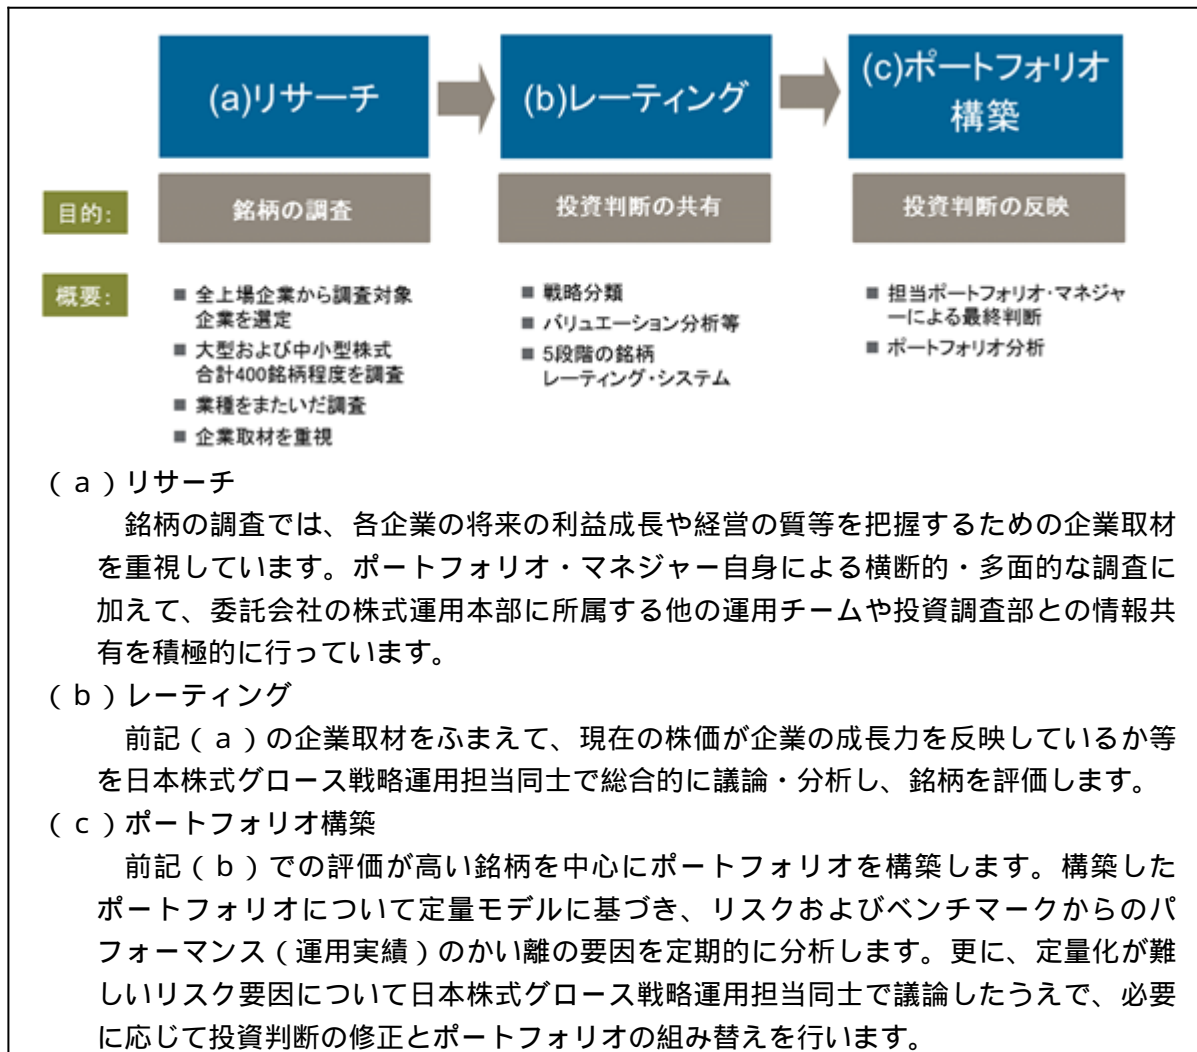 (a)リサーチ
(b)レーティング
(c)ポートフォリオ
構築
目的:
銘柄の調査
投資判断の共有
投資判断の反映
概要:
■ 全上場企業から調査対象
企業を選定
■ 大型および中小型株式
合計400銘柄程度を調査
■ 業種をまたいだ調査
■ 企業取材を重視
■ 戦略分類
■ バリュエーション分析等
■ 5段階の銘柄
レーティング・システム
■ 担当ポートフォリオ・マネジャ
ーによる最終判断
■ ポートフォリオ分析
（ａ）リサーチ
銘柄の調査では、各企業の将来の利益成長や経営の質等を把握するための企業取材
を重視しています。ポートフォリオ・マネジャー自身による横断的・多面的な調査に
加えて、委託会社の株式運用本部に所属する他の運用チームや投資調査部との情報共
有を積極的に行っています。
（ｂ）レーティング
前記（ａ）の企業取材をふまえて、現在の株価が企業の成長力を反映しているか等
を日本株式グロース戦略運用担当同士で総合的に議論・分析し、銘柄を評価します。
（ｃ）ポートフォリオ構築
前記（ｂ）での評価が高い銘柄を中心にポートフォリオを構築します。構築した
ポートフォリオについて定量モデルに基づき、リスクおよびベンチマークからのパ
フォーマンス（運用実績）のかい離の要因を定期的に分析します。更に、定量化が難
しいリスク要因について日本株式グロース戦略運用担当同士で議論したうえで、必要
に応じて投資判断の修正とポートフォリオの組み替えを行います。